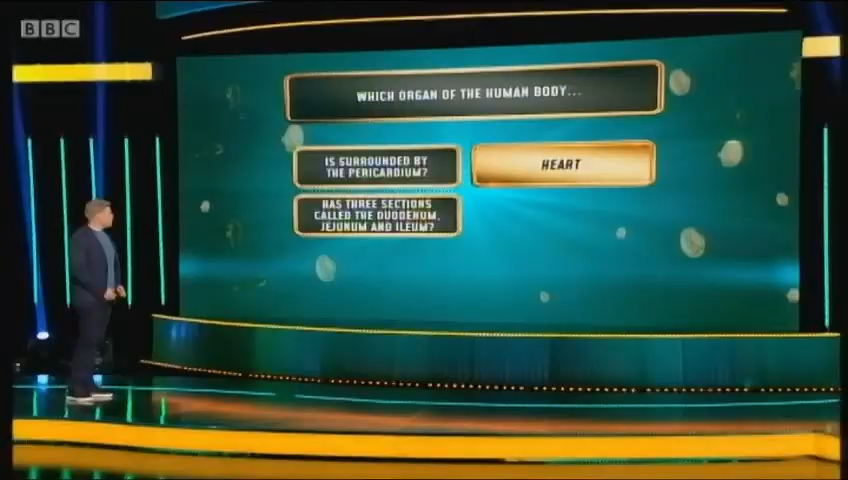 BBC
WHICH ORGAN OF THE HUMAN BODY...
IS SURROUNDED BY
THE PERICARDIUM?
HEART
HAS THREE SECTIONS
CALLED THE DUODENUM,
JEJUNUM AND ILEUM?